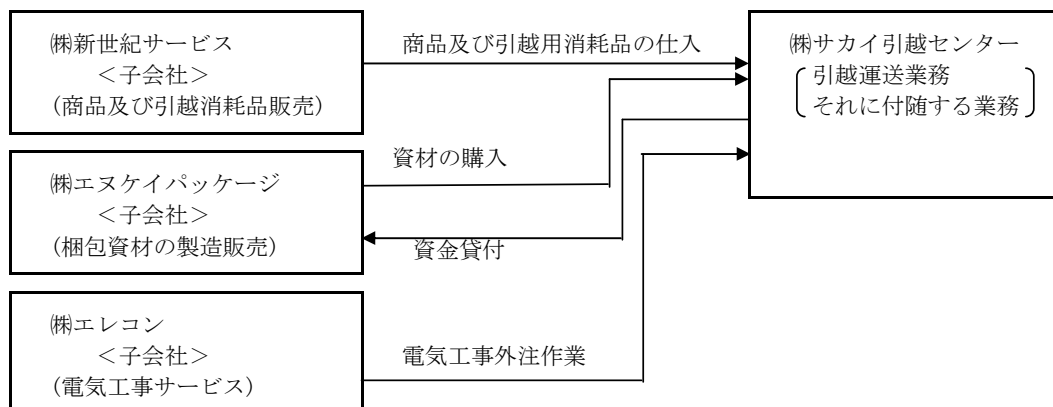 ㈱新世紀サービス
＜子会社＞
(商品及び引越消耗品販売)
商品及び引越用消耗品の仕入
㈱サカイ引越センター
引越運送業務
それに付随する業務
資材の購入
㈱エヌケイパッケージ
＜子会社＞
(梱包資材の製造販売)
資金貸付
㈱エレコン
＜子会社＞
(電気工事サービス)
電気工事外注作業